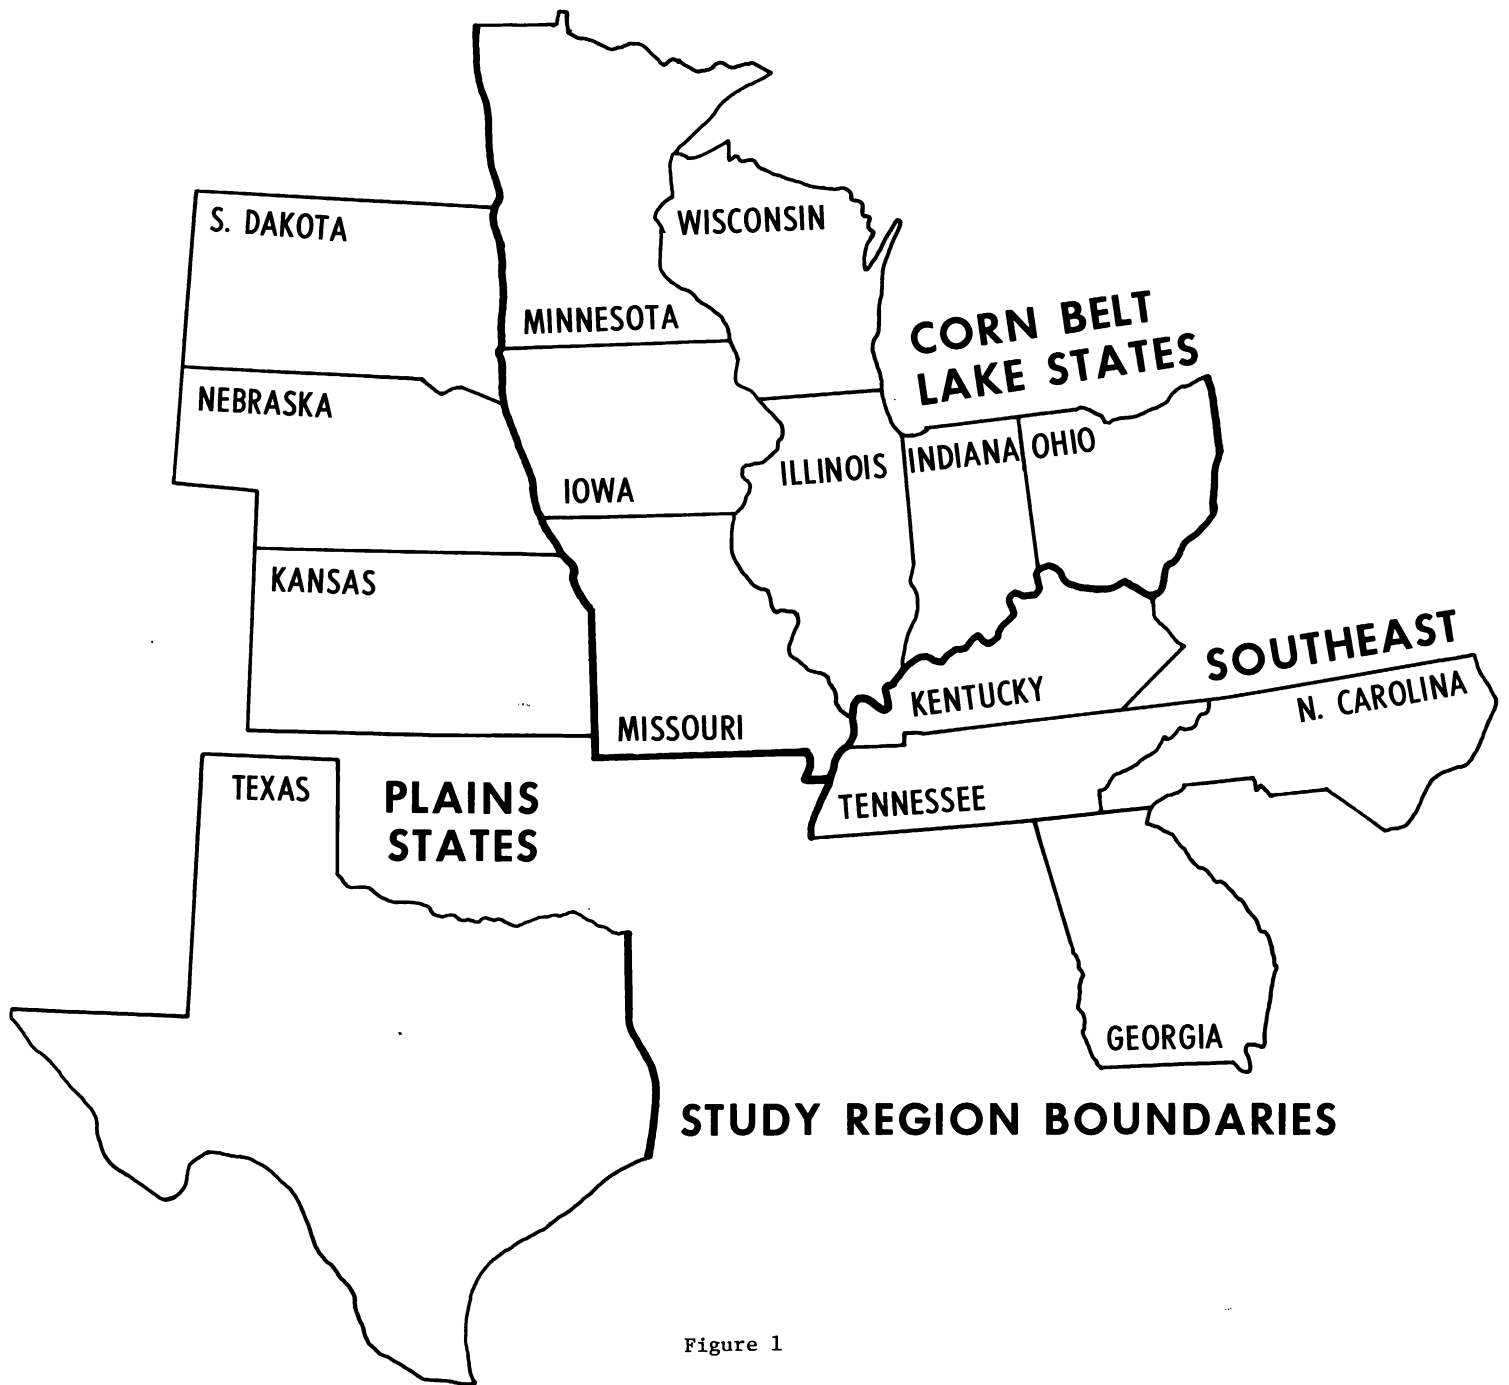 S. DAKOTA
WISCONSIN
MINNESOTA
CORN BELT
LAKE STATES
NEBRASKA
OHIO
INDIANA
ILLINOIS
IOWA
KANSAS
SOUTHEAST
KENTUCKY
N. CAROLINA
MISSOURI
TEXAS
PLAINS
STATES
TENNESSEE
GEORGIA
STUDY REGION BOUNDARIES
Figure 1